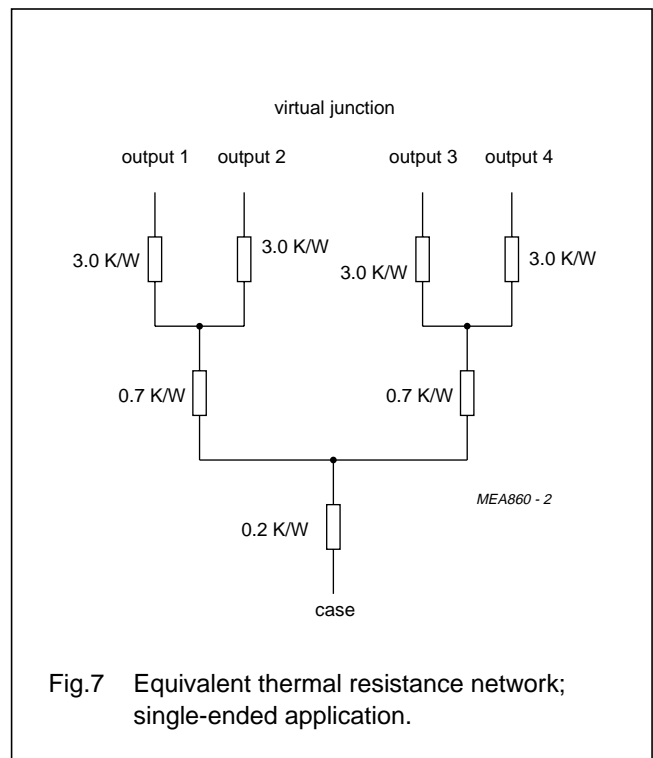 virtual junction
output 1 output 2 output 3 output 4
3.0 K/W 3.0 K/W 3.0 K/W 3.0 K/W
0.7 K/W 0.7 K/W
MEA860 - 2
0.2 K/W
case
Fig.7 Equivalent thermal resistance network;
single-ended application.